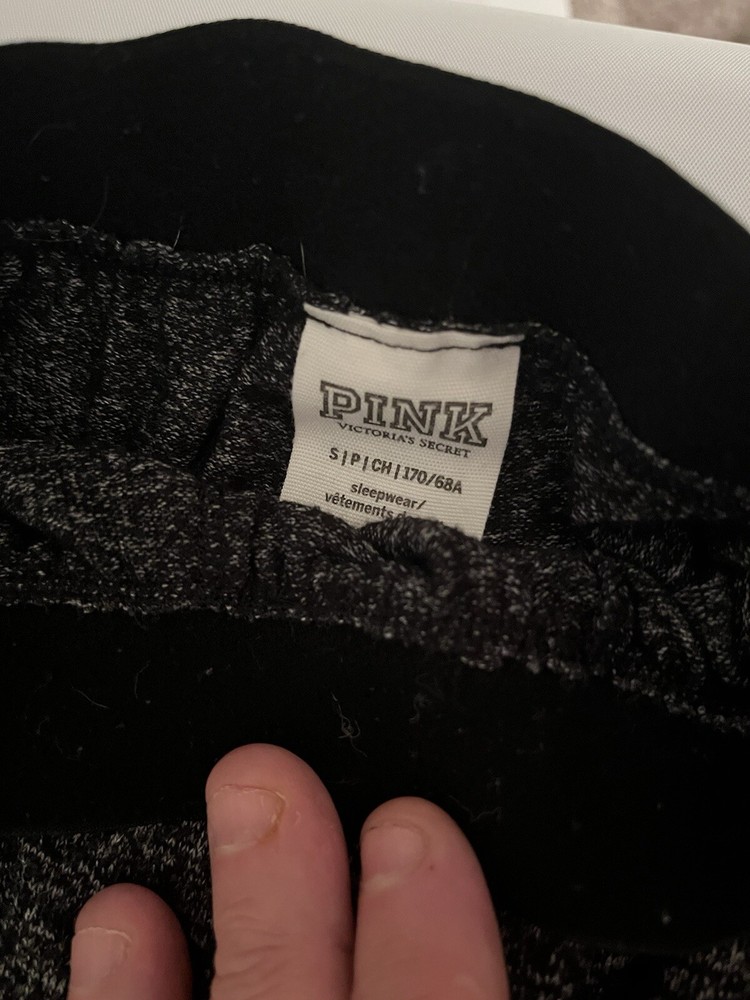 PINK
VICTORIA'S SECRET
S|P|CH|170/68A
sleepwear/
vêtements